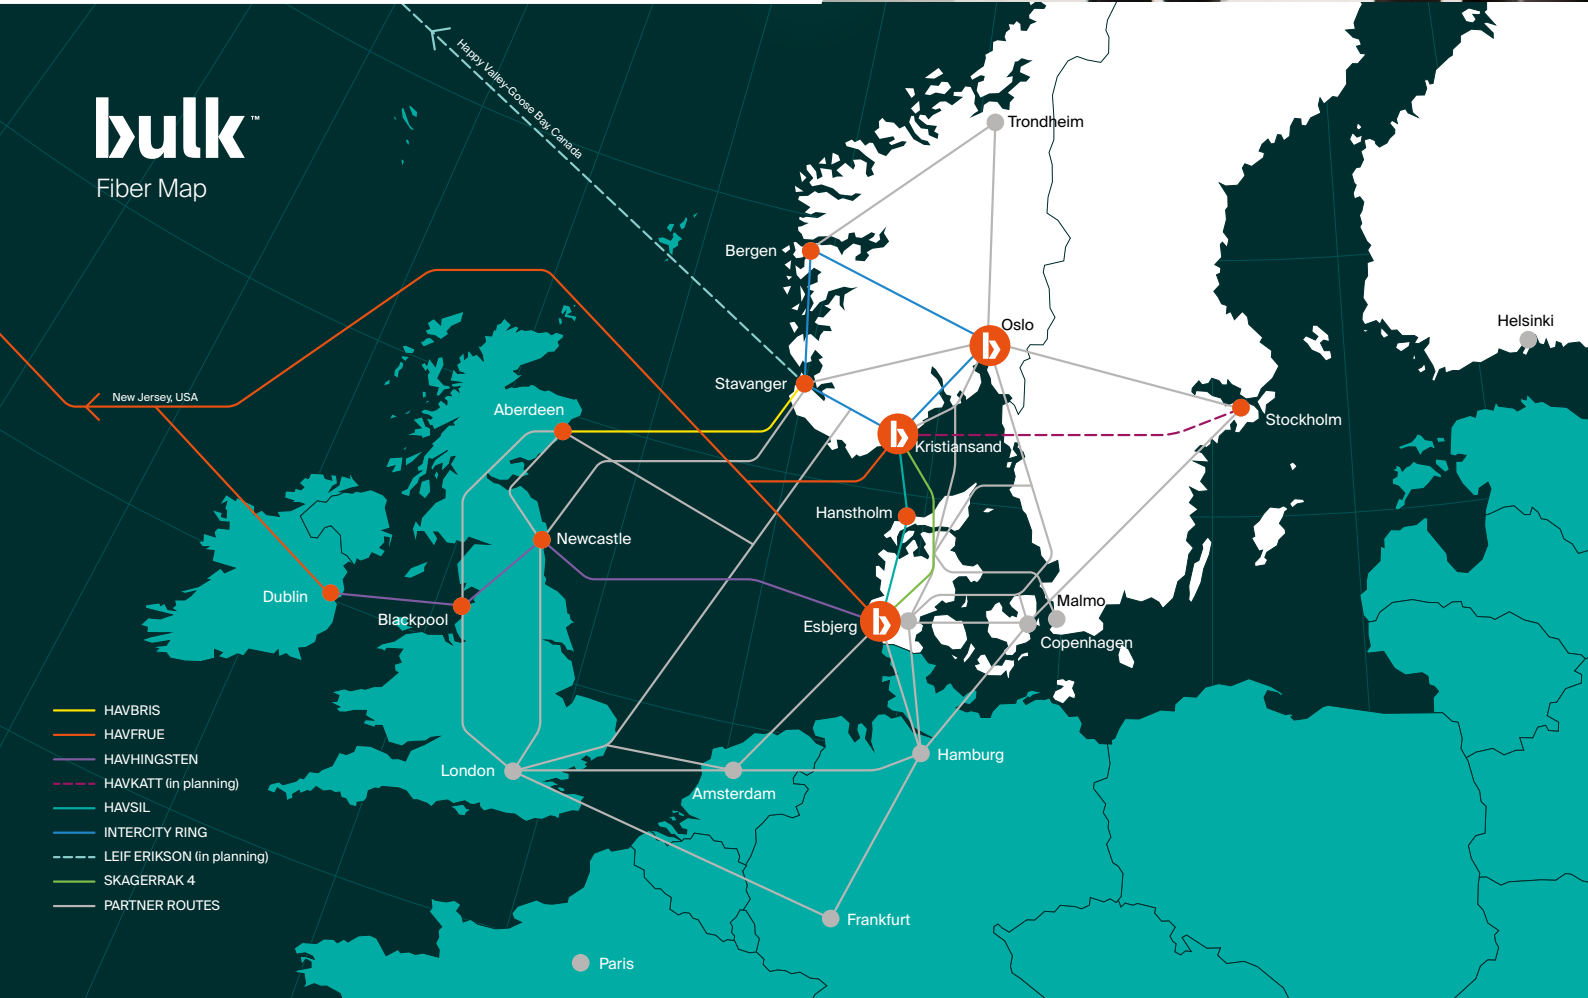 bulk™
Fiber Map
Happy Valley-Goose Bay, Canada
Trondheim
Bergen
Oslo
Helsinki
Stavanger
New Jersey, USA
Aberdeen
Stockholm
Kristiansand
Hanstholm
Newcastle
Dublin
Blackpool
Esbjerg
Malmo
Copenhagen
London
Amsterdam
Hamburg
Frankfurt
Paris
HAVBRIS
HAVFRUE
HAVHINGSTEN
HAVKATT (in planning)
HAVSIL
INTERCITY RING
LEIF ERIKSON (in planning)
SKAGERRAK 4
PARTNER ROUTES